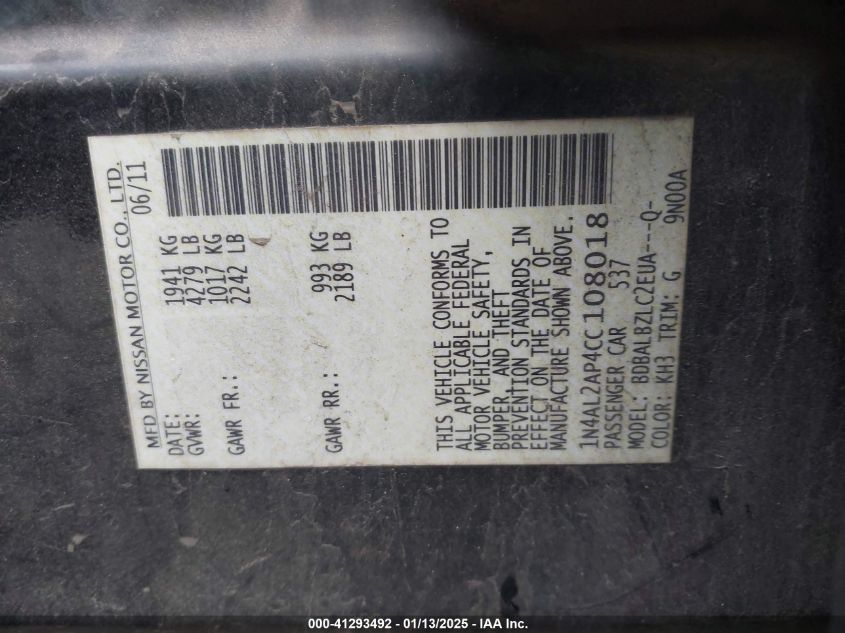 MFD BY NISSAN MOTOR CO., LTD.
DATE: 06/11
GVWR: 1941 KG
4279 LB
GAWR FR.: 1017 KG
2242 LB
GAWR RR.: 993 KG
2189 LB
THIS VEHICLE CONFORMS TO
ALL APPLICABLE FEDERAL
MOTOR VEHICLE SAFETY,
BUMPER, AND THEFT
PREVENTION STANDARDS IN
EFFECT ON THE DATE OF
MANUFACTURE SHOWN ABOVE.
1N4AL2AP4CC108018
PASSENGER CAR 537
MODEL: BDBALBZLC2EUA---Q-
COLOR: KH3 TRIM: G 9N00A
000-41293492 - 01/13/2025 - IAA Inc.